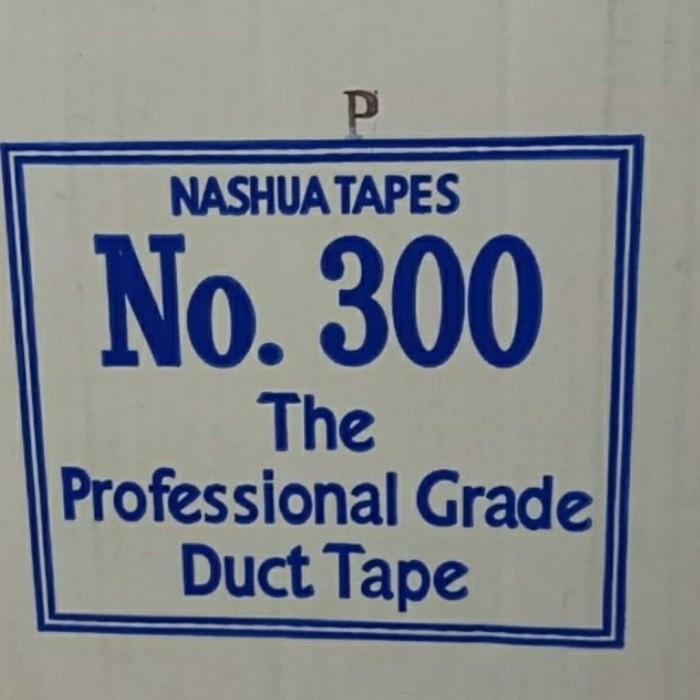 P
NASHUA TAPES
No. 300
The
Professional Grade
Duct Tape